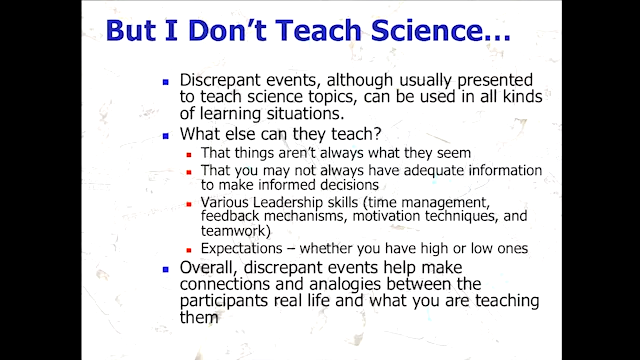 But I Don't Teach Science...
Discrepant events, although usually presented
to teach science topics, can be used in all kinds
of learning situations.
What else can they teach?
That things aren't always what they seem
That you may not always have adequate information
to make informed decisions
Various Leadership skills (time management,
feedback mechanisms, motivation techniques, and
teamwork)
Expectations – whether you have high or low ones
Overall, discrepant events help make
connections and analogies between the
participants real life and what you are teaching
them